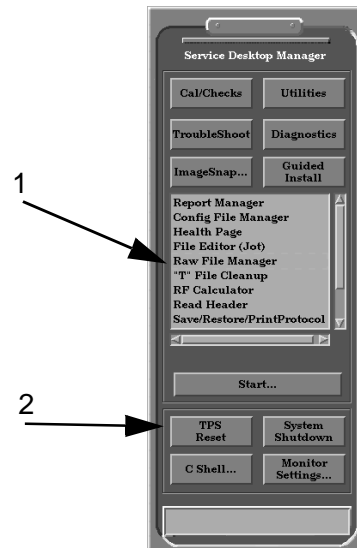 Service Desktop Manager
Cal/Checks
Utilities
TroubleShoot
Diagnostics
ImageSnap...
Guided
Install
1
Report Manager
Config File Manager
Health Page
File Editor (Jot)
Raw File Manager
"T" File Cleanup
RF Calculator
Read Header
Save/Restore/PrintProtocol
Start...
2
TPS
Reset
System
Shutdown
C Shell...
Monitor
Settings...